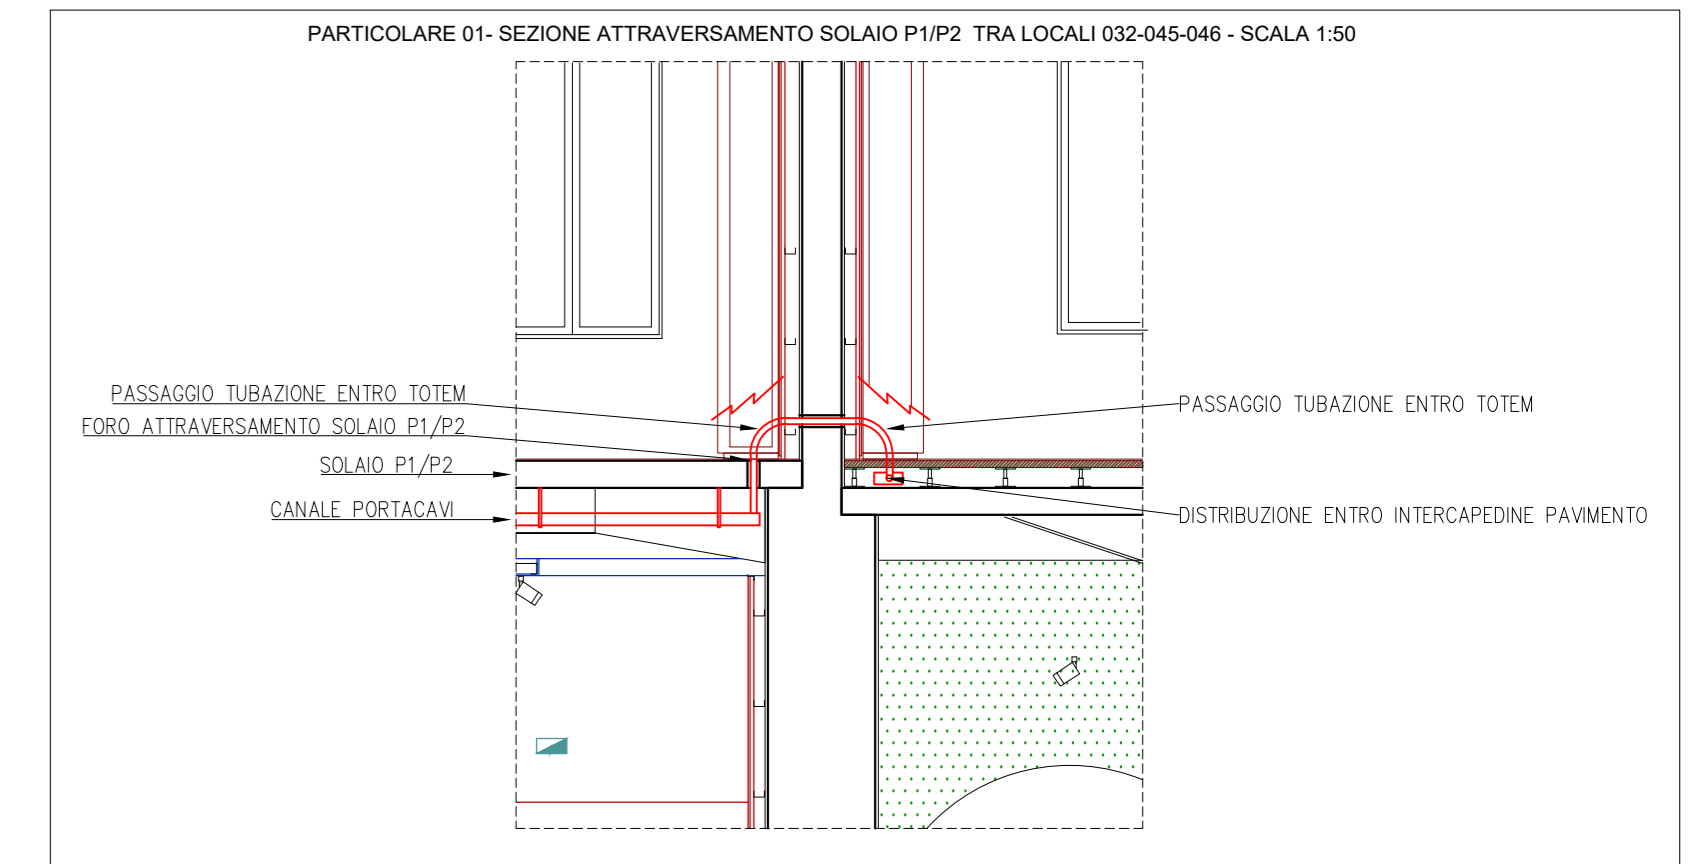 PARTICOLARE 01- SEZIONE ATTRAVERSAMENTO SOLAIO P1/P2 TRA LOCALI 032-045-046 - SCALA 1:50
PASSAGGIO TUBAZIONE ENTRO TOTEM
FORO ATTRAVERSAMENTO SOLAIO P1/P2
SOLAIO P1/P2
CANALE PORTACAVI
PASSAGGIO TUBAZIONE ENTRO TOTEM
DISTRIBUZIONE ENTRO INTERCAPEDINE PAVIMENTO